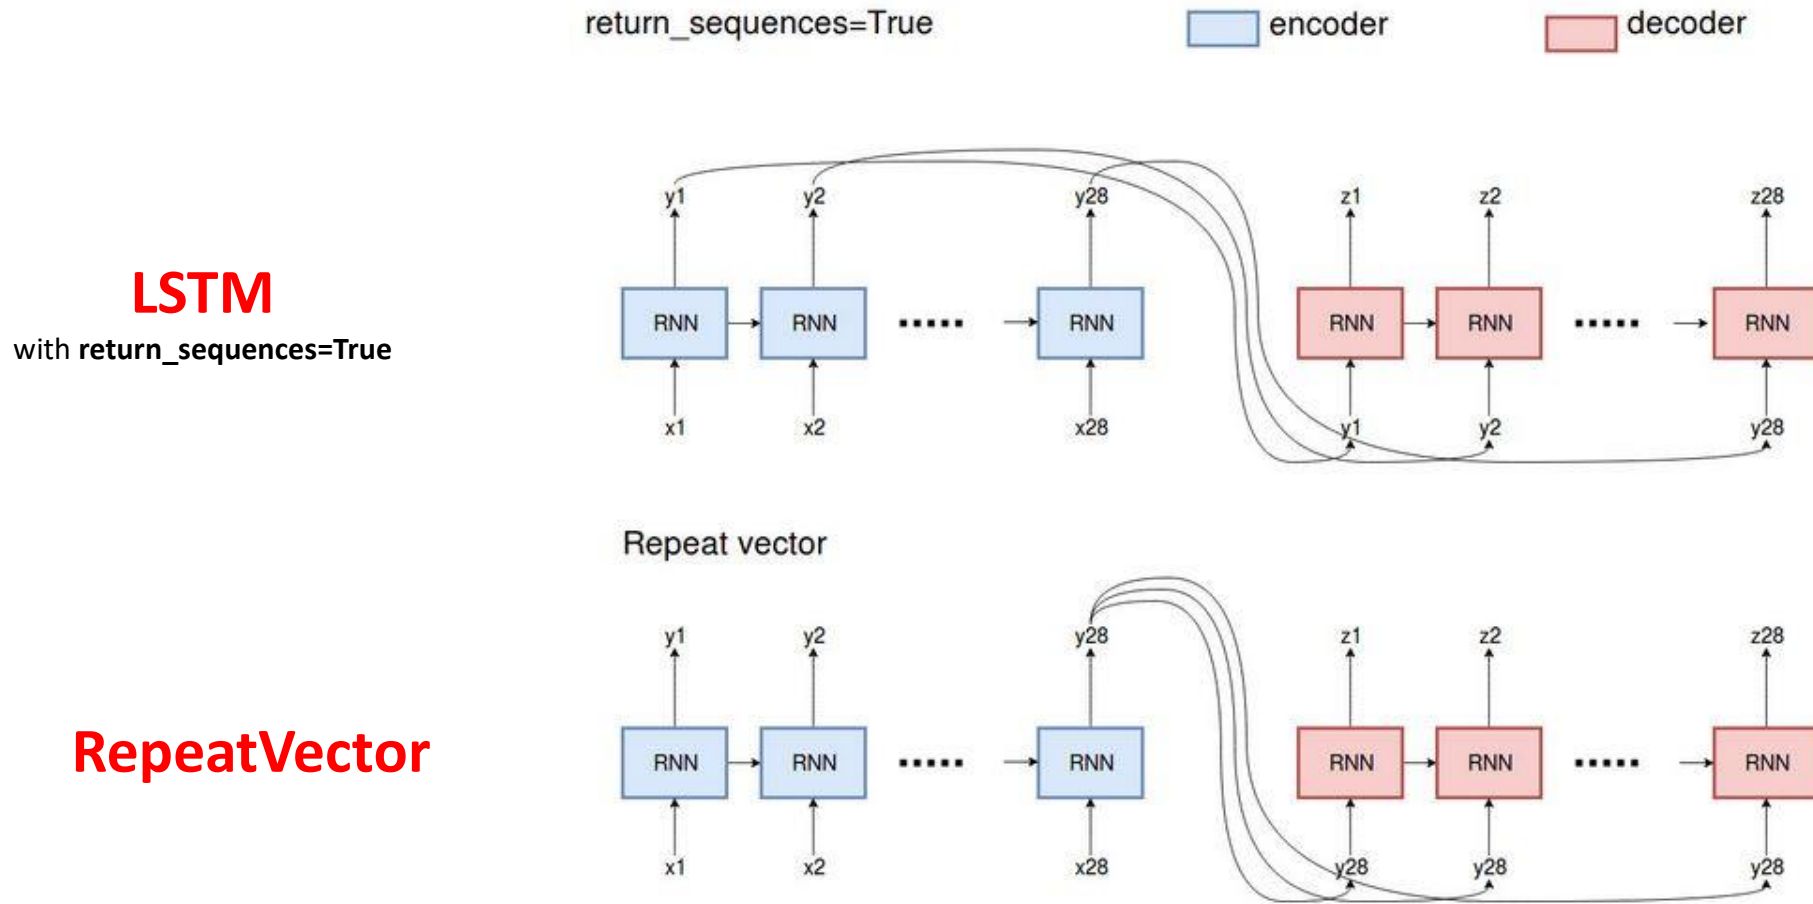 return_sequences=True
encoder
decoder
y1 y2 y28 z1 z2 z28
LSTM
with return_sequences=True
RNN RNN ..... RNN RNN RNN ..... RNN
x1 x2 x28 y1 y2 y28
Repeat vector
y1 y2 y28 z1 z2 z28
RepeatVector
RNN RNN ..... RNN RNN RNN ..... RNN
x1 x2 x28 y28 y28 y28